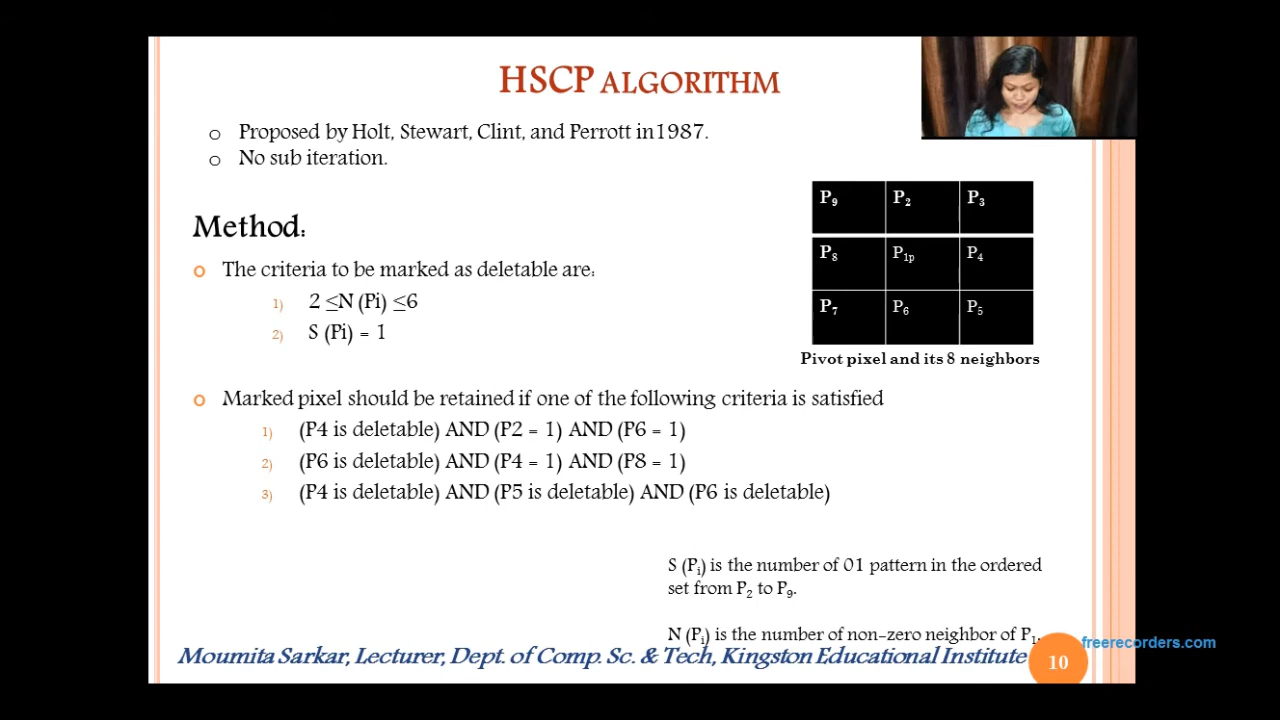 HSCP ALGORITHM
o Proposed by Holt, Stewart, Clint, and Perrott in1987.
o No sub iteration.
P9 P2 P3
Method:
P8 P1p P4
The criteria to be marked as deletable are:
1) 2 ≤N (Pi) ≤6
P7 P6 P5
2) S (Pi) = 1
Pivot pixel and its 8 neighbors
Marked pixel should be retained if one of the following criteria is satisfied
1) (P4 is deletable) AND (P2 = 1) AND (P6 = 1)
2) (P6 is deletable) AND (P4 = 1) AND (P8 = 1)
3) (P4 is deletable) AND (P5 is deletable) AND (P6 is deletable)
S (Pi) is the number of 01 pattern in the ordered
set from P2 to P9.
N (Pi) is the number of non-zero neighbor of P1.
freerecorders.com
Moumita Sarkar, Lecturer, Dept. of Comp. Sc. & Tech, Kingston Educational Institute
10